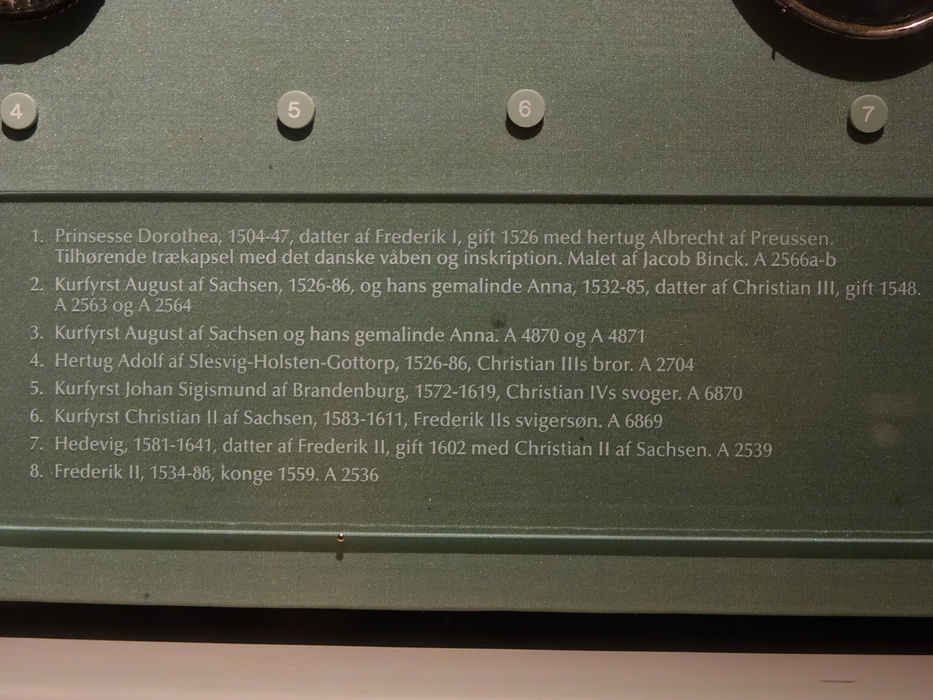 4 5 6 7
1. Prinsesse Dorothea, 1504-47, datter af Frederik I, gift 1526 med hertug Albrecht af Preussen.
Tilhørende trækapsel med det danske våben og inskription. Malet af Jacob Binck. A 2566a-b
2. Kurfyrst August af Sachsen, 1526-86, og hans gemalinde Anna, 1532-85, datter af Christian III, gift 1548.
A 2563 og A 2564
3. Kurfyrst August af Sachsen og hans gemalinde Anna. A 4870 og A 4871
4. Hertug Adolf af Slesvig-Holsten-Gottorp, 1526-86, Christian IIIs bror. A 2704
5. Kurfyrst Johan Sigismund af Brandenburg, 1572-1619, Christian IVs svoger. A 6870
6. Kurfyrst Christian II af Sachsen, 1583-1611, Frederik IIs svigersøn. A 6869
7. Hedevig, 1581-1641, datter af Frederik II, gift 1602 med Christian II af Sachsen. A 2539
8. Frederik II, 1534-88, konge 1559. A 2536